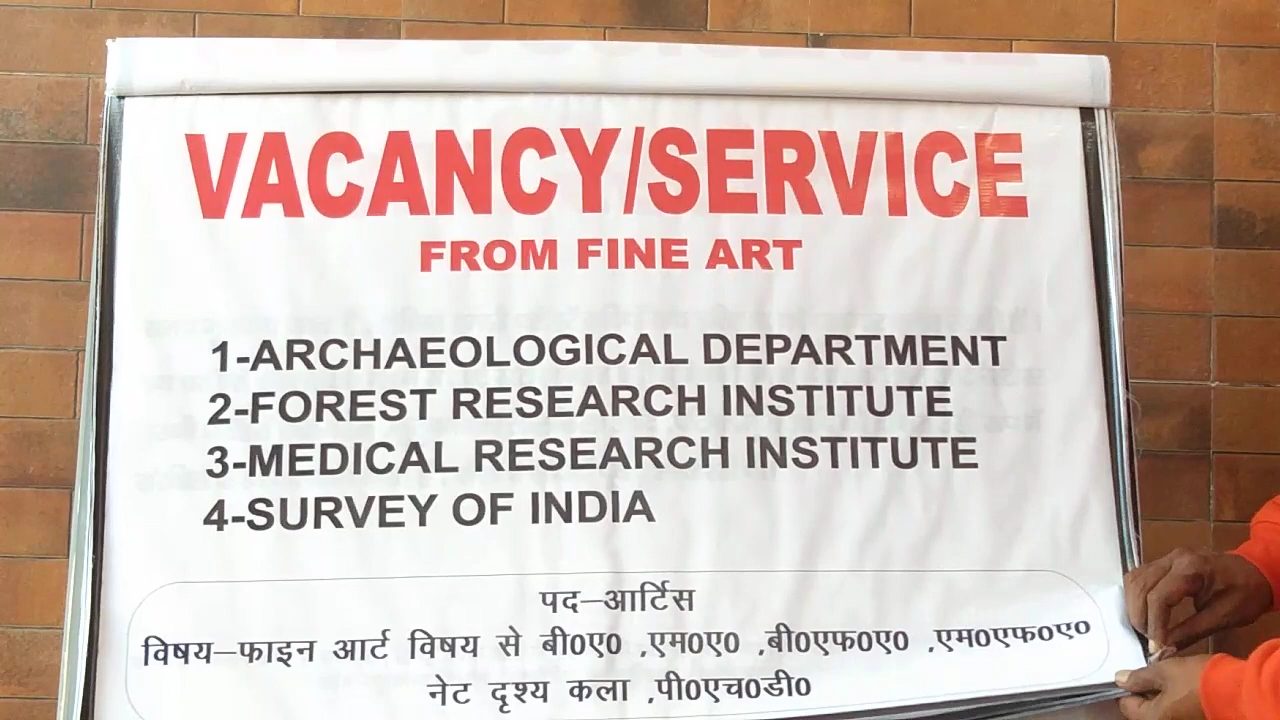 VACANCY/SERVICE
FROM FINE ART
1-ARCHAEOLOGICAL DEPARTMENT
2-FOREST RESEARCH INSTITUTE
3-MEDICAL RESEARCH INSTITUTE
4-SURVEY OF INDIA
पद–आर्टिस
विषय–फाइन आर्ट विषय से बी0ए0 ,एम0ए0 ,बी0एफ0ए0 ,एम0एफ0ए0
नेट दृश्य कला ,पी0एच0डी0